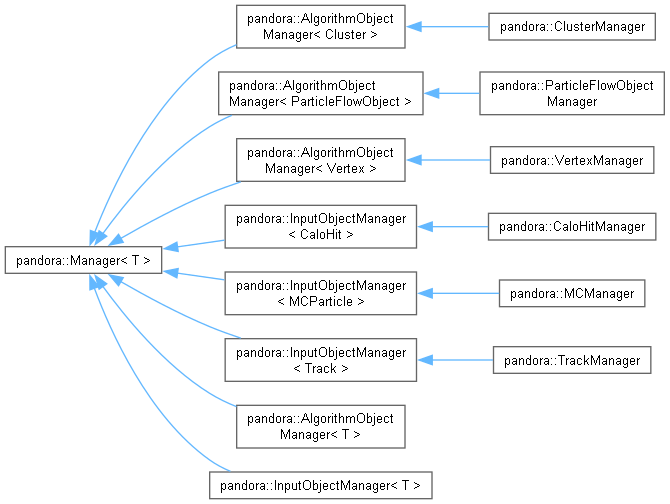 pandora::AlgorithmObject
Manager< Cluster >
pandora::ClusterManager
pandora::AlgorithmObject
Manager< ParticleFlowObject >
pandora::ParticleFlowObject
Manager
pandora::AlgorithmObject
Manager< Vertex >
pandora::VertexManager
pandora::InputObjectManager
< CaloHit >
pandora::CaloHitManager
pandora::Manager< T >
pandora::InputObjectManager
< MCParticle >
pandora::MCManager
pandora::InputObjectManager
< Track >
pandora::TrackManager
pandora::AlgorithmObject
Manager< T >
pandora::InputObjectManager< T >